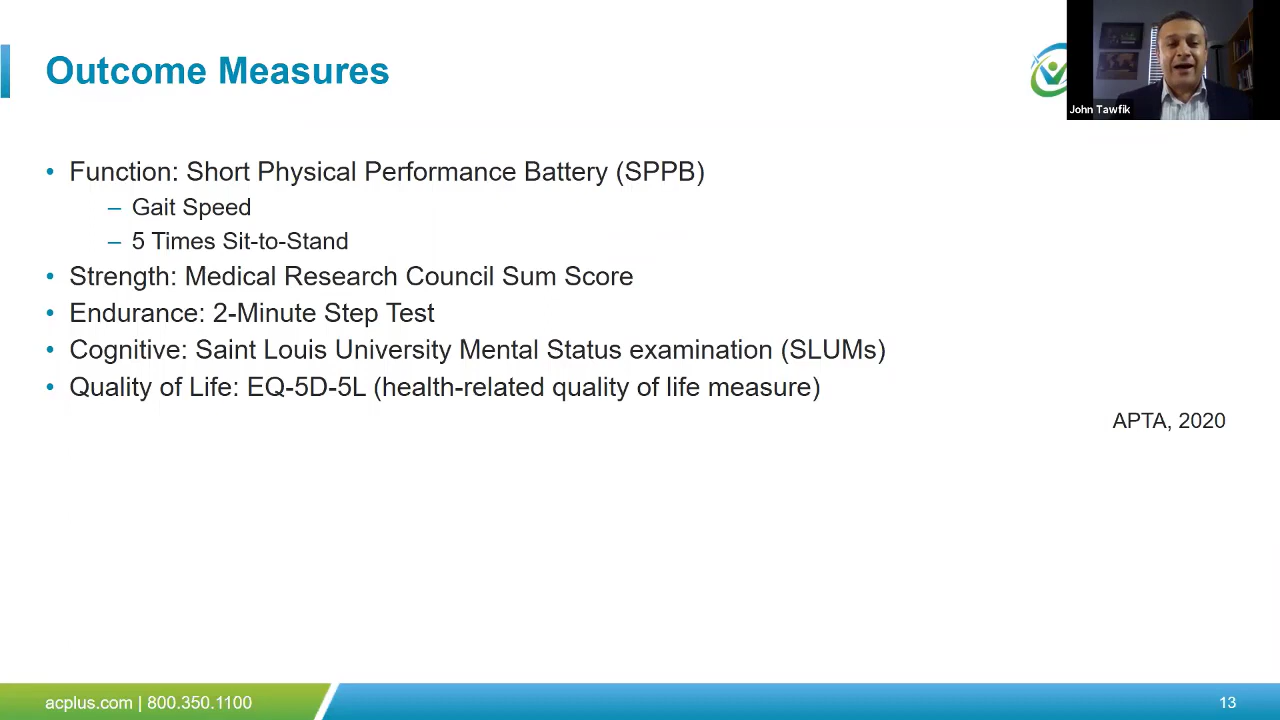 Outcome Measures
John Tawfik
• Function: Short Physical Performance Battery (SPPB)
– Gait Speed
– 5 Times Sit-to-Stand
• Strength: Medical Research Council Sum Score
• Endurance: 2-Minute Step Test
• Cognitive: Saint Louis University Mental Status examination (SLUMs)
• Quality of Life: EQ-5D-5L (health-related quality of life measure)
APTA, 2020
acplus.com | 800.350.1100
13